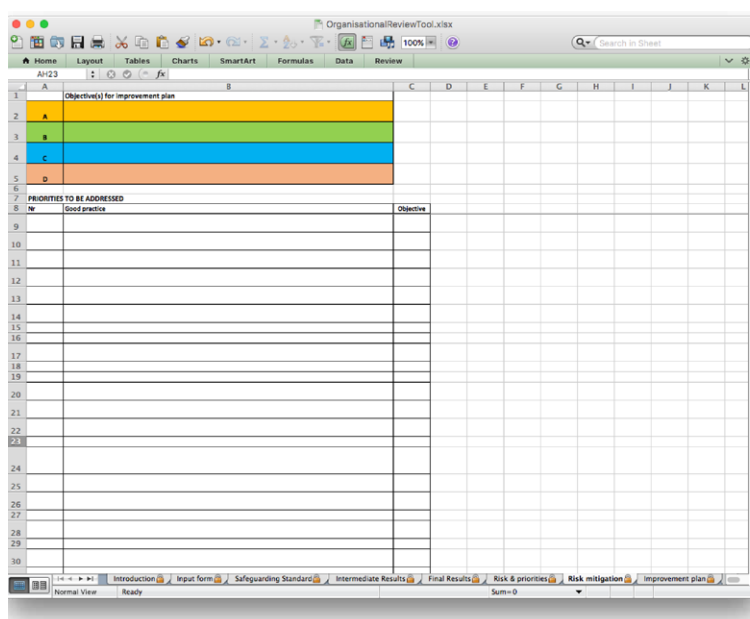 OrganisationalReviewTool.xlsx
100%
Search in Sheet
Home Layout Tables Charts SmartArt Formulas Data Review
AH23 fx
A B C D E F G H I J K L
1 Objective(s) for improvement plan
2 A
3 B
4 C
5 D
6
7 PRIORITIES TO BE ADDRESSED
8 Nr Good practice Objective
9
10
11
12
13
14
15
16
17
18
19
20
21
22
23
24
25
26
27
28
29
30
Introduction Input form Safeguarding Standard Intermediate Results Final Results Risk & priorities Risk mitigation Improvement plan
Normal View Ready Sum=0